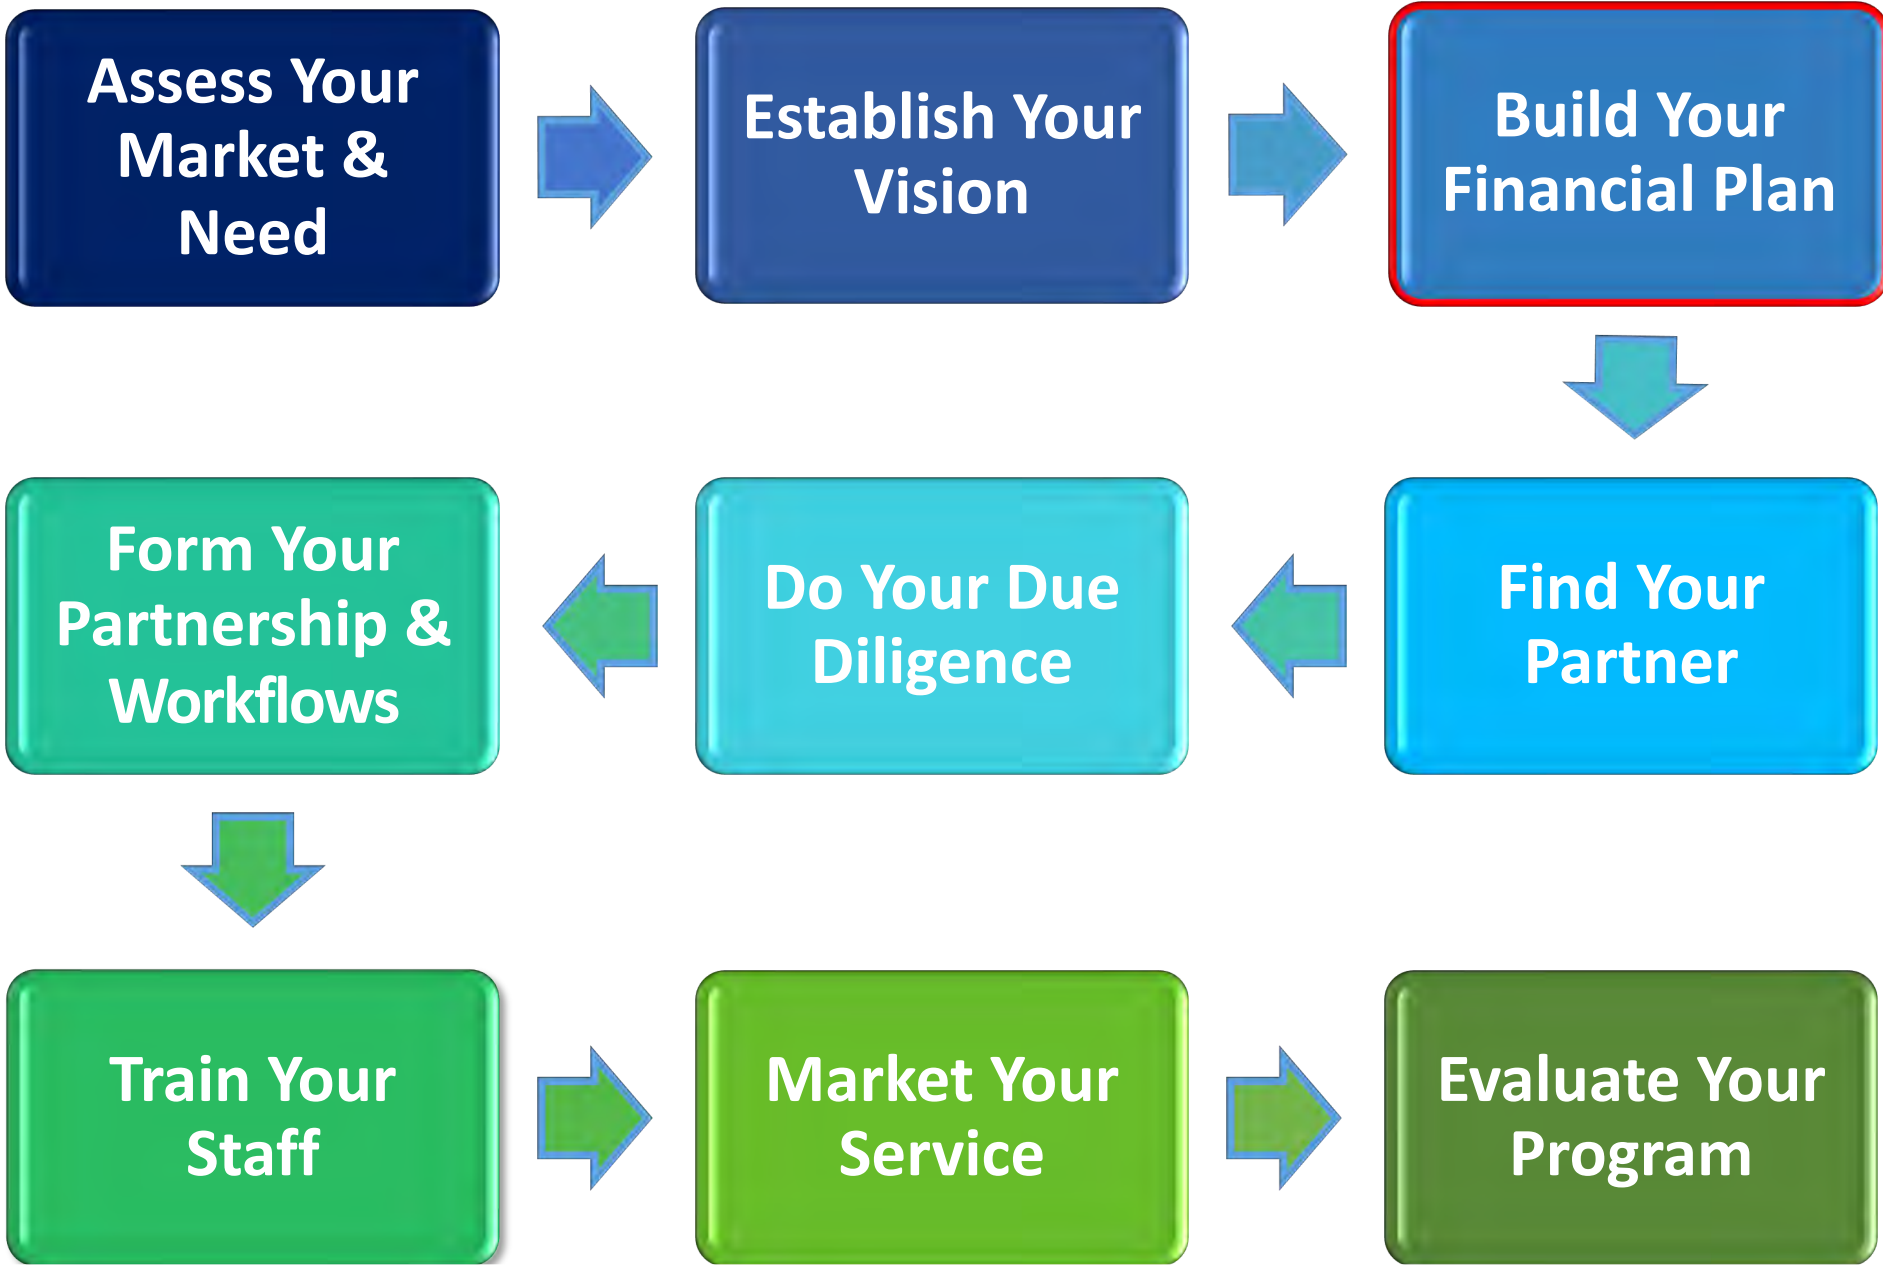 Assess Your
Market &
Need
Establish Your
Vision
Build Your
Financial Plan
Find Your
Partner
Do Your Due
Diligence
Form Your
Partnership &
Workflows
Train Your
Staff
Market Your
Service
Evaluate Your
Program